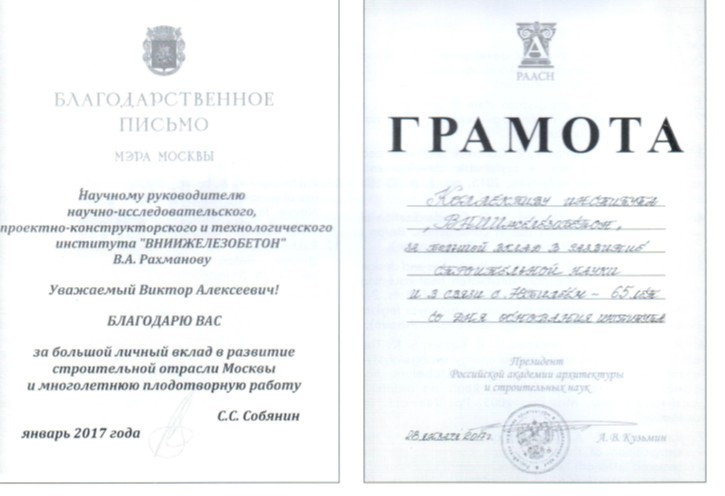 БЛАГОДАРСТВЕННОЕ
ПИСЬМО
МЭРА МОСКВЫ
Научному руководителю
научно-исследовательского,
проектно-конструкторского и технологического
института "ВНИИЖЕЛЕЗОБЕТОН"
В.А. Рахманову
Уважаемый Виктор Алексеевич!
БЛАГОДАРЮ ВАС
за большой личный вклад в развитие
строительной отрасли Москвы
и многолетнюю плодотворную работу
С.С. Собянин
январь 2017 года
РААСН
ГРАМОТА
Коллективу института
„ВНИИжелезобетон"
за большой вклад в развитие
строительной науки
и в связи с Юбилеем - 65 лет
со дня основания института
Президент
Российской академии архитектуры
и строительных наук
28 2017г.
А. В. Кузьмин